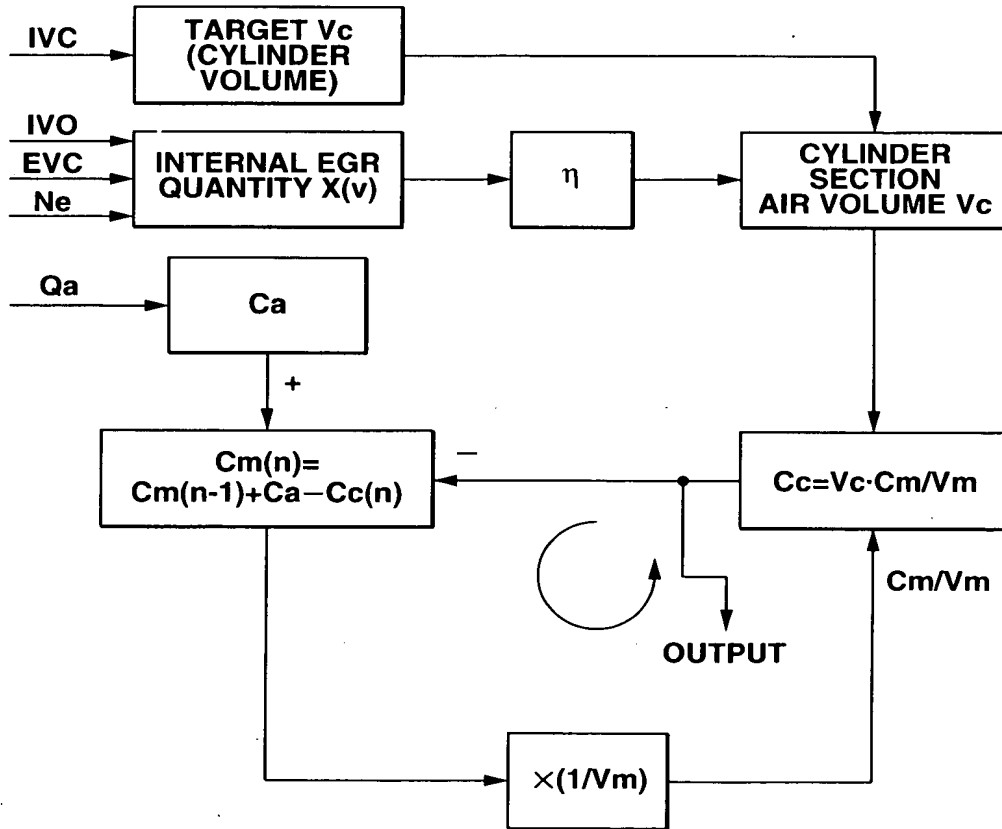 IVC
TARGET Vc
(CYLINDER
VOLUME)
IVO
EVC
Ne
INTERNAL EGR
QUANTITY X(v)
η
CYLINDER
SECTION
AIR VOLUME Vc
Qa
Ca
+
Cm(n)=
Cm(n-1)+Ca−Cc(n)
−
Cc=Vc·Cm/Vm
Cm/Vm
OUTPUT
×(1/Vm)